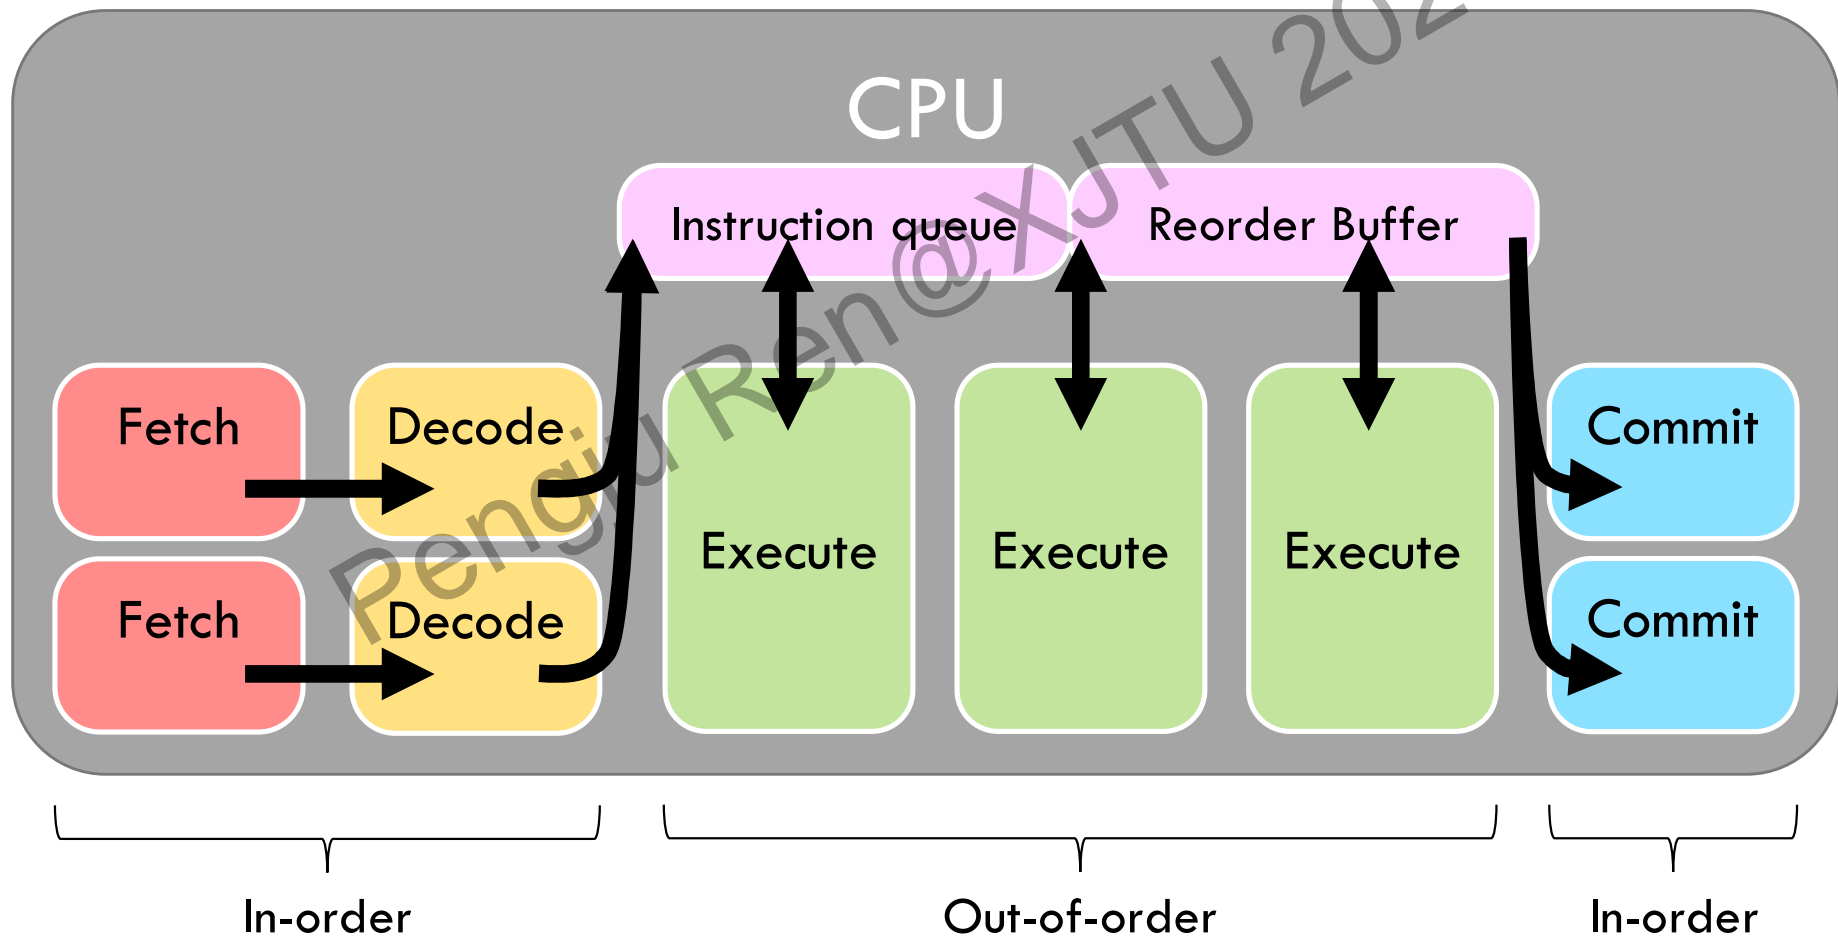 CPU
Instruction queue
Reorder Buffer
Fetch
Decode
Commit
Execute
Execute
Execute
Fetch
Decode
Commit
In-order
Out-of-order
In-order
Pengju Ren@XJTU